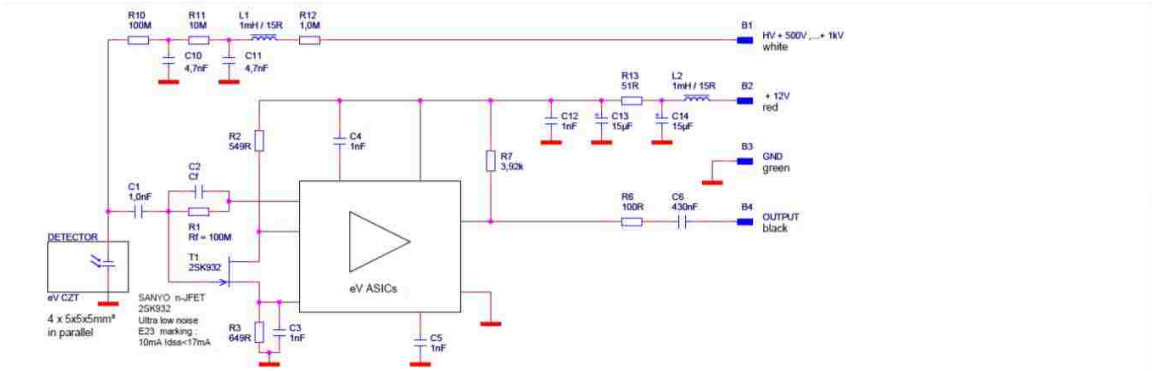 R10
100M
R11
10M
L1
1mH / 15R
R12
1,0M
B1
HV + 500V ,...+ 1kV
white
C10
4,7nF
C11
4,7nF
R13
51R
L2
1mH / 15R
B2
+ 12V
red
R2
549R
C4
1nF
C12
1nF
C13
15µF
C14
15µF
R7
3,92k
B3
GND
green
C2
Cf
C1
1,0nF
R1
Rf = 100M
R6
100R
C6
430nF
B4
OUTPUT
black
DETECTOR
T1
2SK932
eV ASICs
eV CZT
4 x 5x5x5mm³
in parallel
SANYO n-JFET
2SK932
Ultra low noise
E23 marking :
10mA Idss<17mA
R3
649R
C3
1nF
C5
1nF